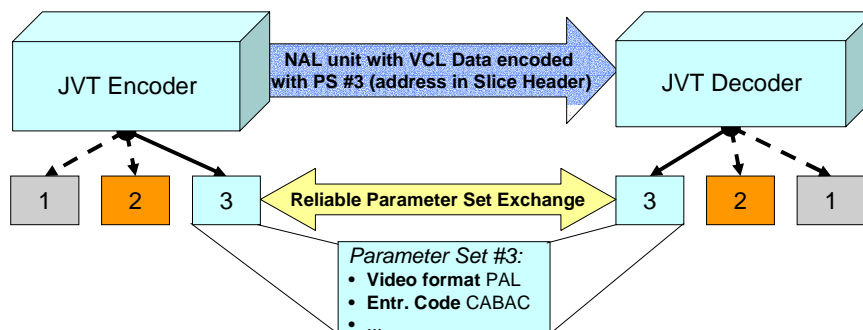 NAL unit with VCL Data encoded
with PS #3 (address in Slice Header)
JVT Encoder
JVT Decoder
1
2
3
Reliable Parameter Set Exchange
3
2
1
Parameter Set #3:
• Video format PAL
• Entr. Code CABAC
• ...